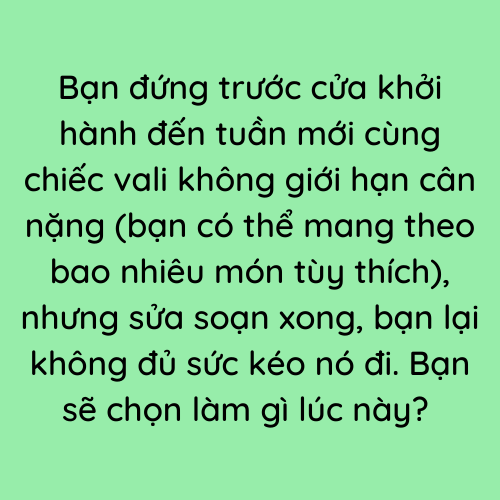 Bạn đứng trước cửa khởi
hành đến tuần mới cùng
chiếc vali không giới hạn cân
nặng (bạn có thể mang theo
bao nhiêu món tùy thích),
nhưng sửa soạn xong, bạn lại
không đủ sức kéo nó đi. Bạn
sẽ chọn làm gì lúc này?